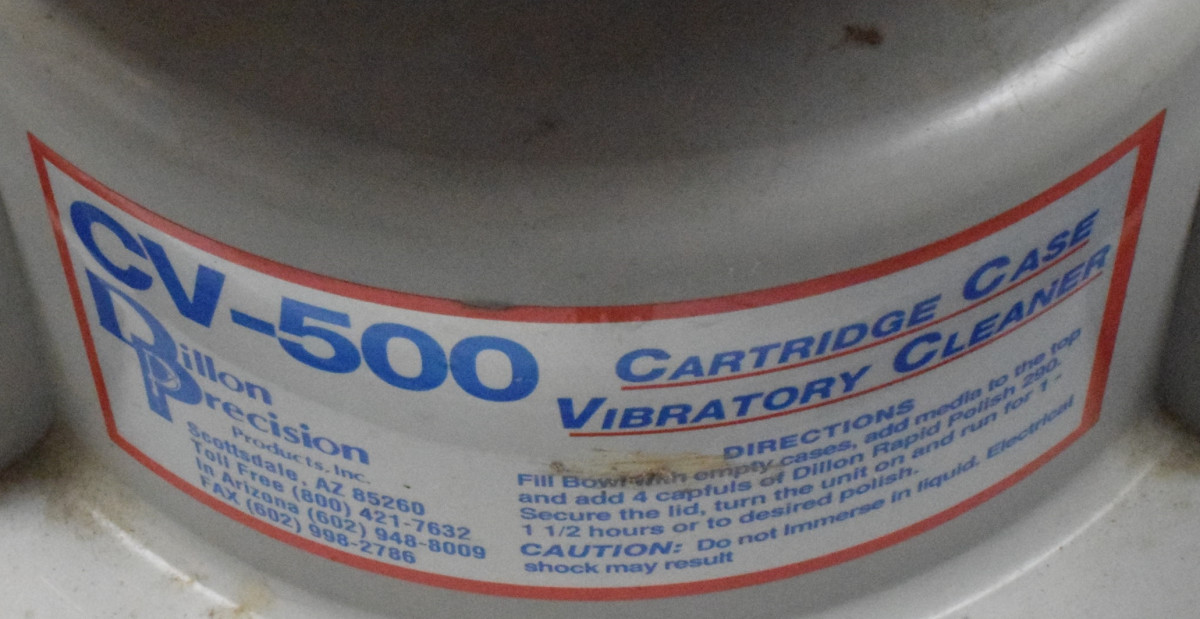 CV-500
Dillon
Precision
Products, Inc.
Scottsdale, AZ 85260
Toll Free (800) 421-7632
In Arizona (602) 948-8009
FAX (602) 998-2786
CARTRIDGE CASE
VIBRATORY CLEANER
DIRECTIONS
Fill Bowl with empty cases, add media to the top
and add 4 capfuls of Dillon Rapid Polish 290.
Secure the lid, turn the unit on and run for 1 -
1 1/2 hours or to desired polish.
CAUTION: Do not Immerse in liquid. Electrical
shock may result